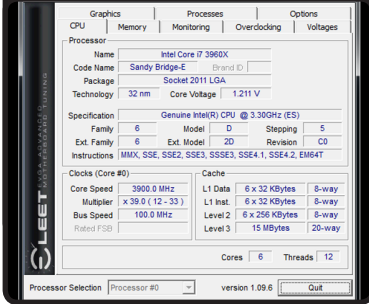 Graphics Processes Options
CPU Memory Monitoring Overclocking Voltages
Processor
Name Intel Core i7 3960X
Code Name Sandy Bridge-E Brand ID
Package Socket 2011 LGA
Technology 32 nm Core Voltage 1.211 V
Specification Genuine Intel(R) CPU @ 3.30GHz (ES)
Family 6 Model D Stepping 5
Ext. Family 6 Ext. Model 2D Revision C0
Instructions MMX, SSE, SSE2, SSE3, SSSE3, SSE4.1, SSE4.2, EM64T
Clocks (Core #0) Cache
Core Speed 3900.0 MHz L1 Data 6 x 32 KBytes 8-way
Multiplier x 39.0 ( 12 - 33 ) L1 Inst. 6 x 32 KBytes 8-way
Bus Speed 100.0 MHz Level 2 6 x 256 KBytes 8-way
Rated FSB Level 3 15 MBytes 20-way
Cores 6 Threads 12
Processor Selection Processor #0 version 1.09.6 Quit
ELEET EVGA ADVANCED
MOTHERBOARD TUNING